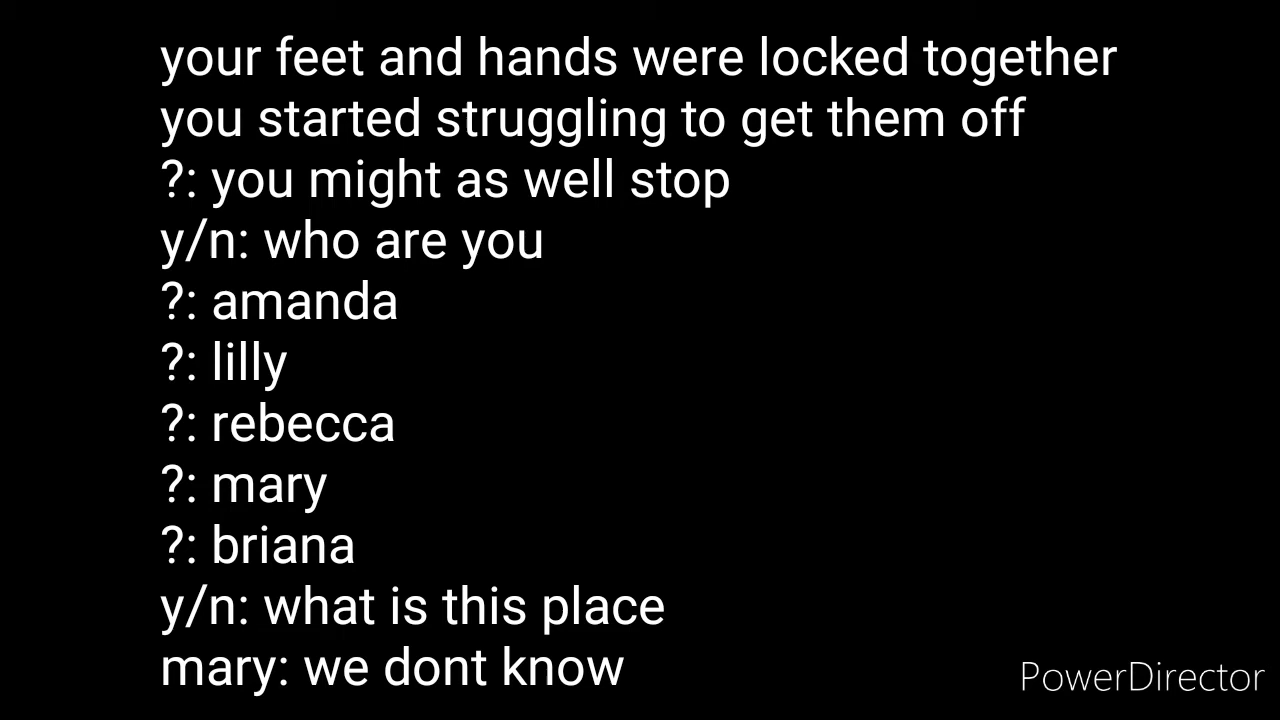 your feet and hands were locked together
you started struggling to get them off
?: you might as well stop
y/n: who are you
?: amanda
?: lilly
?: rebecca
?: mary
?: briana
y/n: what is this place
mary: we dont know
PowerDirector